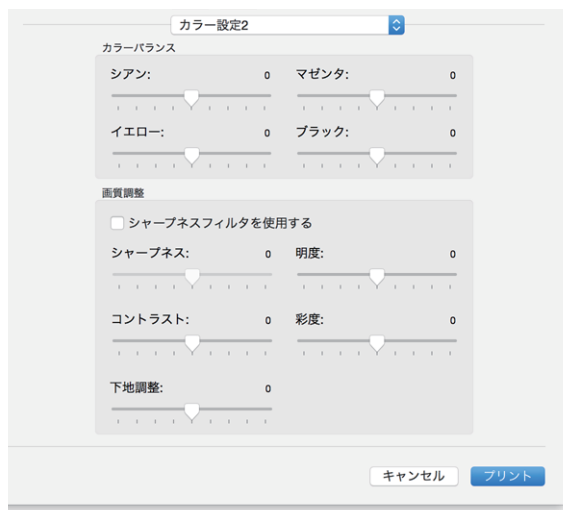 カラー設定2
カラーバランス
シアン: 0 マゼンタ: 0
イエロー: 0 ブラック: 0
画質調整
シャープネスフィルタを使用する
シャープネス: 0 明度: 0
コントラスト: 0 彩度: 0
下地調整: 0
キャンセル プリント